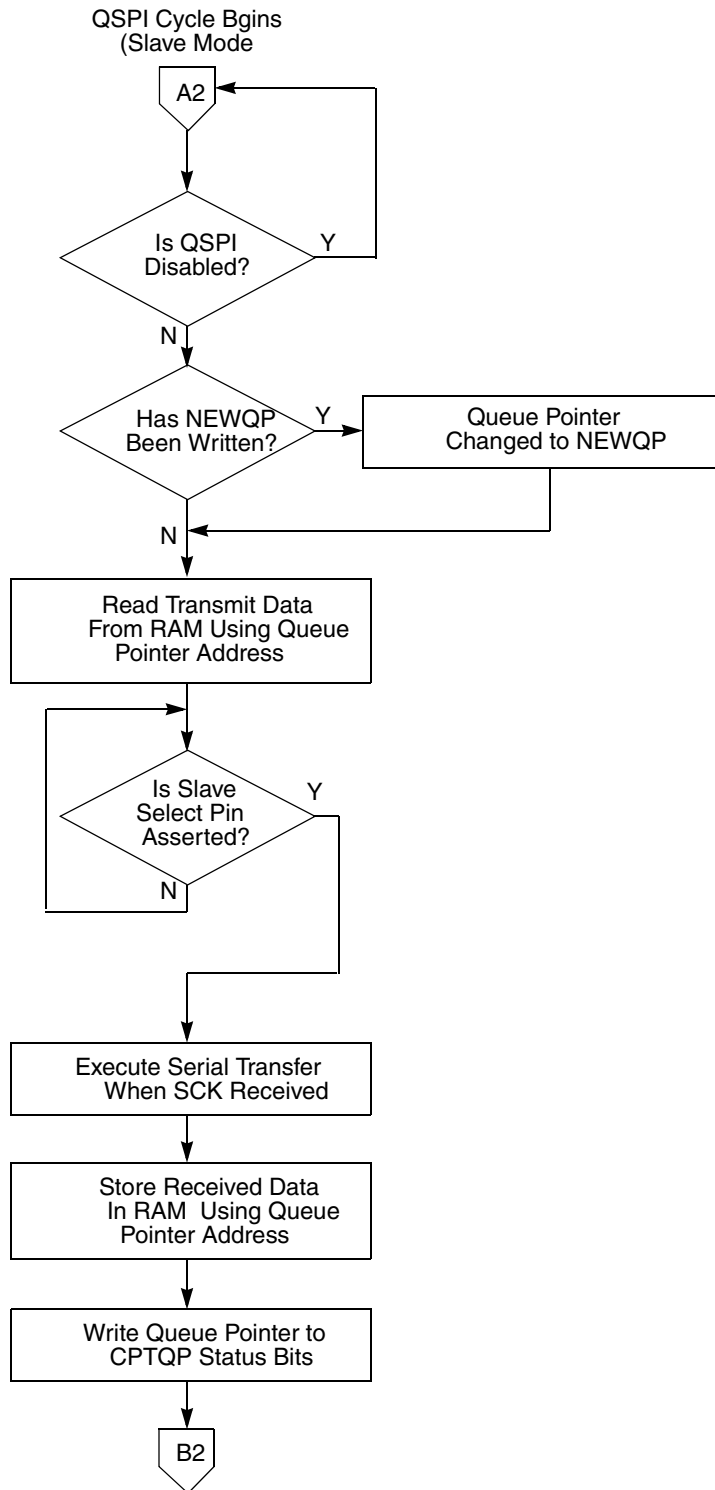 QSPI Cycle Bgins
(Slave Mode
A2
Is QSPI
Disabled?
Y
N
Has NEWQP
Been Written?
Y
Queue Pointer
Changed to NEWQP
N
Read Transmit Data
From RAM Using Queue
Pointer Address
Is Slave
Select Pin
Asserted?
Y
N
Execute Serial Transfer
When SCK Received
Store Received Data
In RAM Using Queue
Pointer Address
Write Queue Pointer to
CPTQP Status Bits
B2